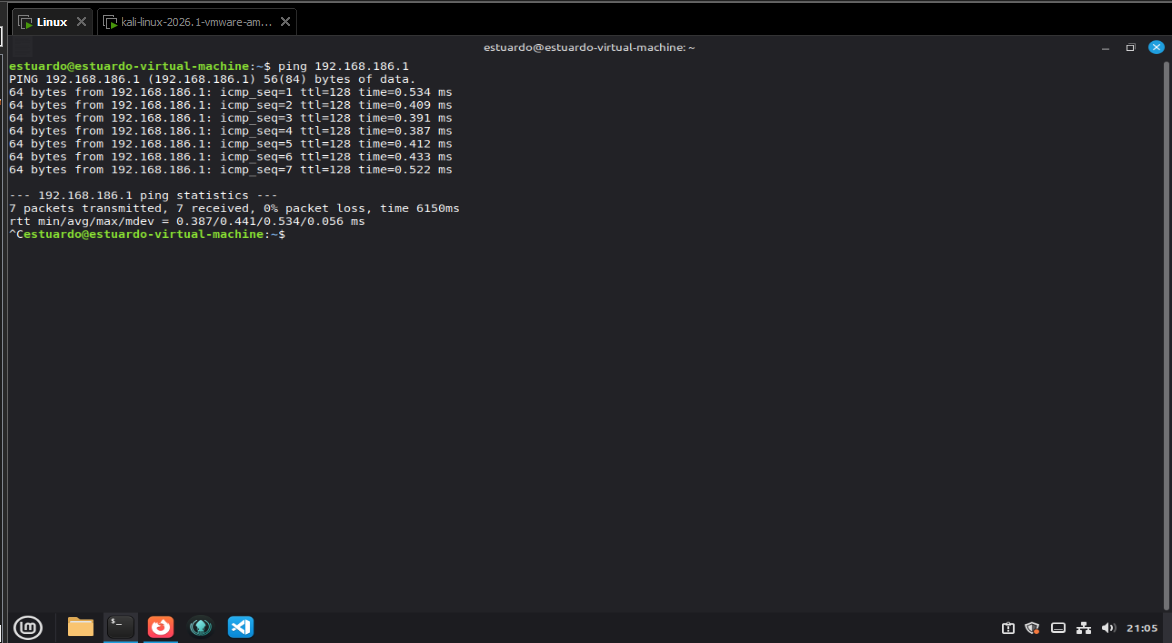 Linux
kali-linux-2026.1-vmware-am...
estuardo@estuardo-virtual-machine: ~
estuardo@estuardo-virtual-machine:~$ ping 192.168.186.1
PING 192.168.186.1 (192.168.186.1) 56(84) bytes of data.
64 bytes from 192.168.186.1: icmp_seq=1 ttl=128 time=0.534 ms
64 bytes from 192.168.186.1: icmp_seq=2 ttl=128 time=0.409 ms
64 bytes from 192.168.186.1: icmp_seq=3 ttl=128 time=0.391 ms
64 bytes from 192.168.186.1: icmp_seq=4 ttl=128 time=0.387 ms
64 bytes from 192.168.186.1: icmp_seq=5 ttl=128 time=0.412 ms
64 bytes from 192.168.186.1: icmp_seq=6 ttl=128 time=0.433 ms
64 bytes from 192.168.186.1: icmp_seq=7 ttl=128 time=0.522 ms
--- 192.168.186.1 ping statistics ---
7 packets transmitted, 7 received, 0% packet loss, time 6150ms
rtt min/avg/max/mdev = 0.387/0.441/0.534/0.056 ms
^Cestuardo@estuardo-virtual-machine:~$
$_
21:05